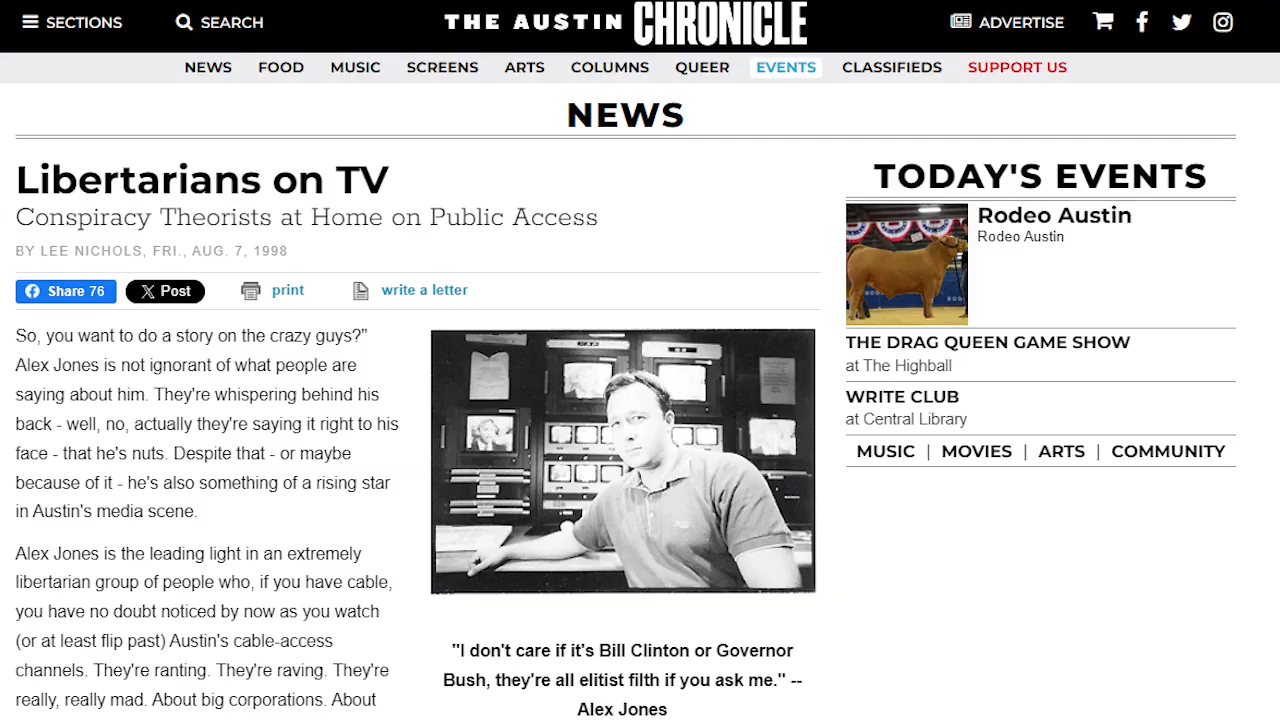 SECTIONS
SEARCH
THE AUSTIN CHRONICLE
ADVERTISE
NEWS
FOOD
MUSIC
SCREENS
ARTS
COLUMNS
QUEER
EVENTS
CLASSIFIEDS
SUPPORT US
NEWS
Libertarians on TV
Conspiracy Theorists at Home on Public Access
BY LEE NICHOLS, FRI., AUG. 7, 1998
Share 76
Post
print
write a letter
So, you want to do a story on the crazy guys?"
Alex Jones is not ignorant of what people are
saying about him. They're whispering behind his
back - well, no, actually they're saying it right to his
face - that he's nuts. Despite that - or maybe
because of it - he's also something of a rising star
in Austin's media scene.
Alex Jones is the leading light in an extremely
libertarian group of people who, if you have cable,
you have no doubt noticed by now as you watch
(or at least flip past) Austin's cable-access
channels. They're ranting. They're raving. They're
really, really mad. About big corporations. About
"I don't care if it's Bill Clinton or Governor
Bush, they're all elitist filth if you ask me." --
Alex Jones
TODAY'S EVENTS
Rodeo Austin
Rodeo Austin
THE DRAG QUEEN GAME SHOW
at The Highball
WRITE CLUB
at Central Library
MUSIC | MOVIES | ARTS | COMMUNITY